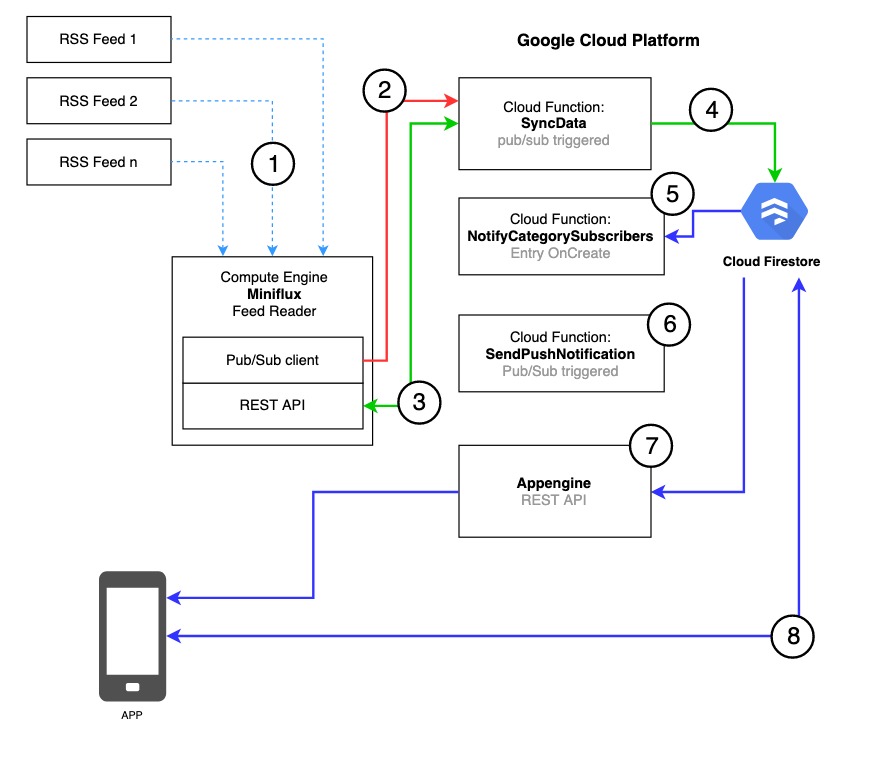 RSS Feed 1
RSS Feed 2
RSS Feed n
1
Google Cloud Platform
2
Cloud Function:
SyncData
pub/sub triggered
4
5
Cloud Function:
NotifyCategorySubscribers
Entry OnCreate
Cloud Firestore
Compute Engine
Miniflux
Feed Reader
Pub/Sub client
REST API
3
6
Cloud Function:
SendPushNotification
Pub/Sub triggered
7
Appengine
REST API
8
APP